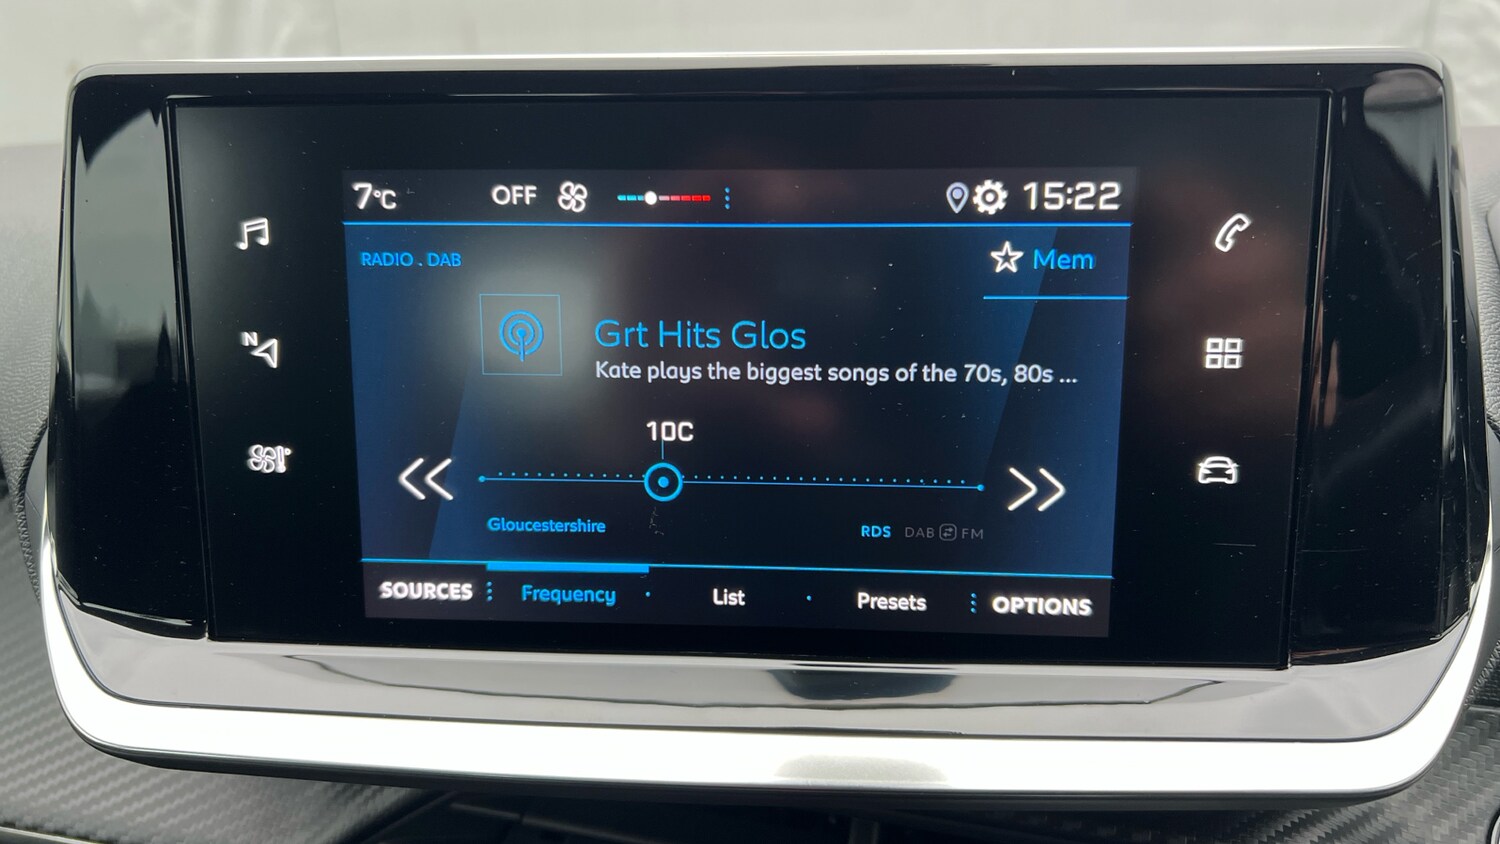 7°C OFF 15:22
RADIO . DAB
Mem
Grt Hits Glos
Kate plays the biggest songs of the 70s, 80s ...
10C
N
Gloucestershire
RDS DAB FM
SOURCES Frequency List Presets OPTIONS